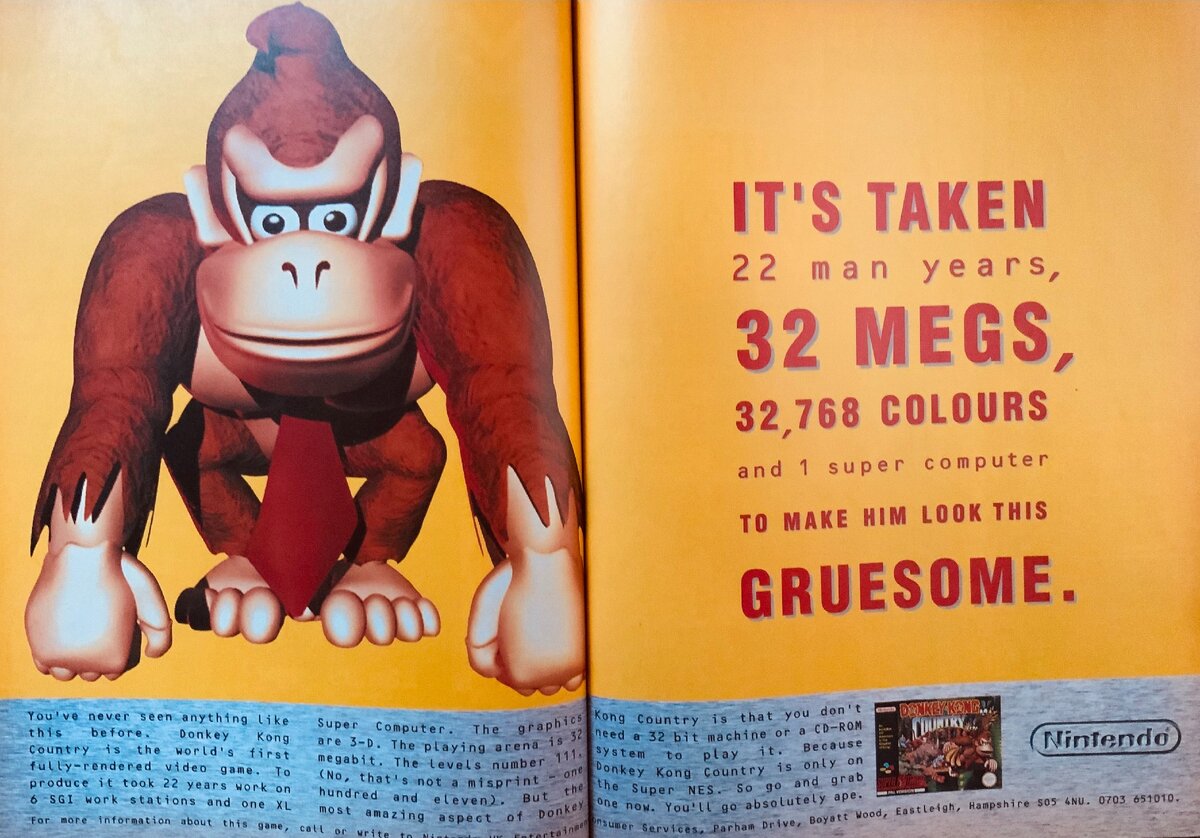 IT'S TAKEN
22 man years,
32 MEGS,
32,768 COLOURS
and 1 super computer
TO MAKE HIM LOOK THIS
GRUESOME.
You've never seen anything like
this before. Donkey Kong
Country is the world's first
fully-rendered video game. To
produce it took 22 years work on
6 SGI work stations and one XL
Super Computer. The graphics
are 3-D. The playing arena is 32
megabit. The levels number 111.
(No, that's not a misprint - one
hundred and eleven). But the
most amazing aspect of Donkey
Kong Country is that you don't
need a 32 bit machine or a CD-ROM
system to play it. Because
Donkey Kong Country is only on
the Super NES. So go and grab
one now. You'll go absolutely ape.
DONKEY KONG
COUNTRY
Nintendo
For more information about this game, call or write to Nintendo UK Entertainment
onsumer Services, Parham Drive, Boyatt Wood, Eastleigh, Hampshire SO5 4NU. 0703 651010.